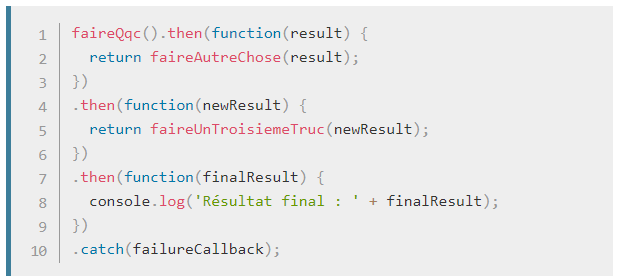 1 faireQqc().then(function(result) {
2   return faireAutreChose(result);
3 })
4 .then(function(newResult) {
5   return faireUnTroisiemeTruc(newResult);
6 })
7 .then(function(finalResult) {
8   console.log('Résultat final : ' + finalResult);
9 })
10 .catch(failureCallback);